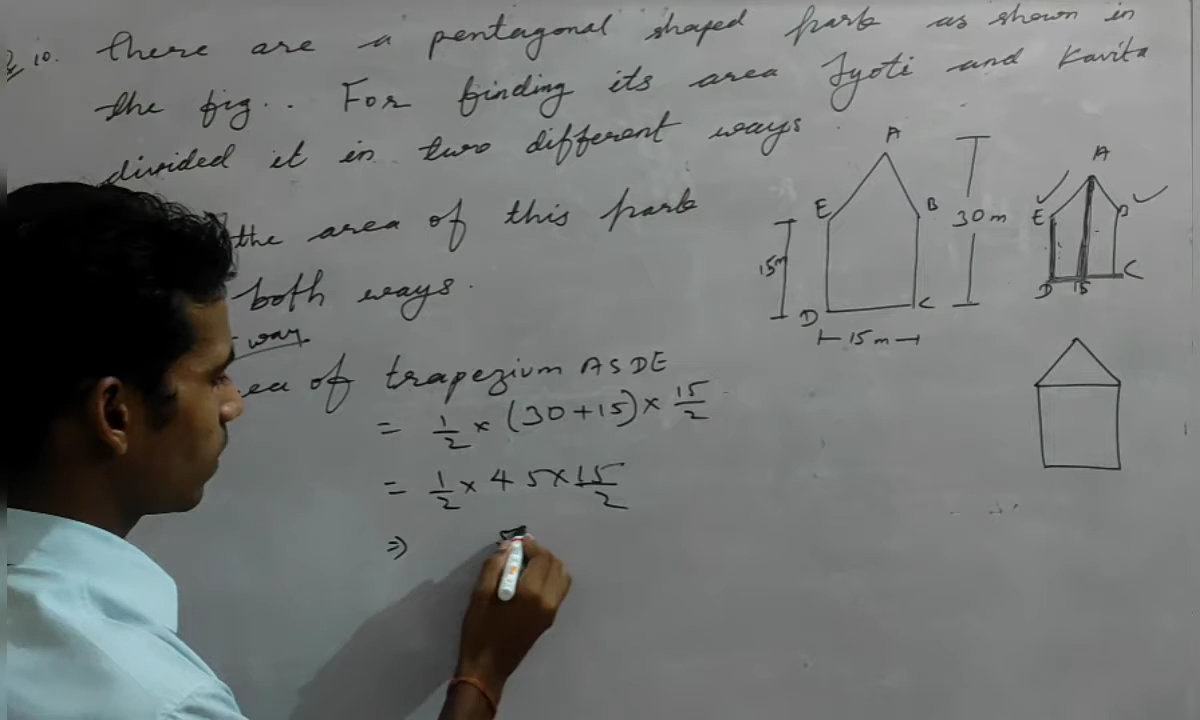 10. There are a pentagonal shaped park as shown in
the fig.. For finding its area Jyoti and Kavita
divided it in two different ways
the area of this park
both ways.
way
ea of trapezium ASDE
= 1/2 × (30+15) × 15/2
= 1/2 × 45 × 15/2
⇒
A
E
B
15m
30m
D
C
15m
A
E
B
D
15
C